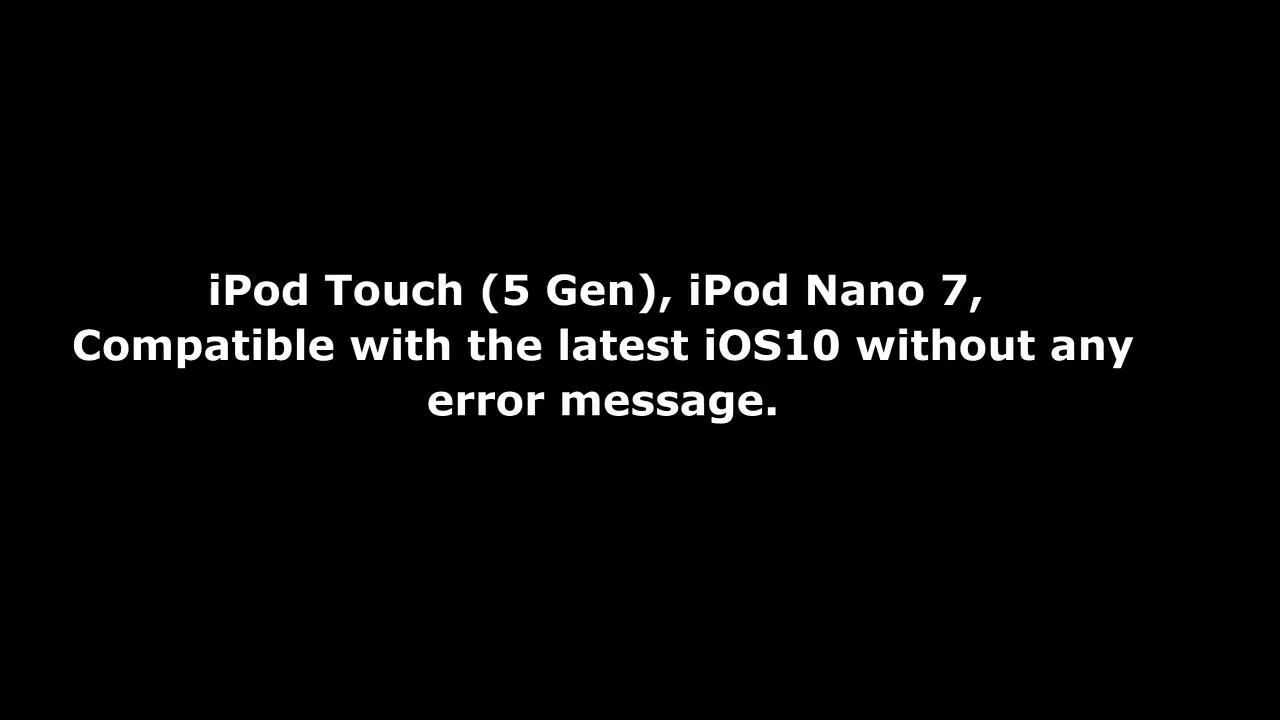 iPod Touch (5 Gen), iPod Nano 7,
Compatible with the latest iOS10 without any
error message.